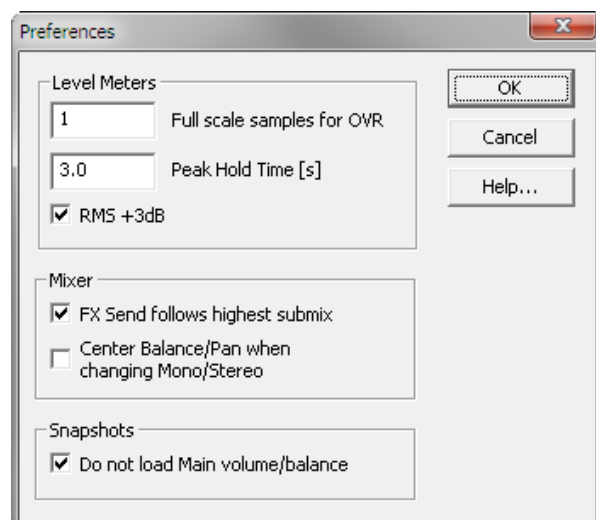 Preferences
Level Meters
1 Full scale samples for OVR
3.0 Peak Hold Time [s]
RMS +3dB
OK
Cancel
Help...
Mixer
FX Send follows highest submix
Center Balance/Pan when
changing Mono/Stereo
Snapshots
Do not load Main volume/balance